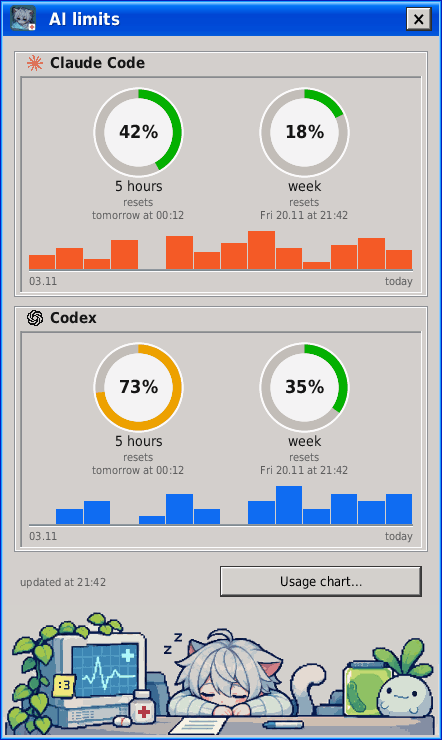 AI limits
Claude Code
42%
18%
5 hours
week
resets
resets
tomorrow at 00:12
Fri 20.11 at 21:42
03.11
today
Codex
73%
35%
5 hours
week
resets
resets
tomorrow at 00:12
Fri 20.11 at 21:42
03.11
today
updated at 21:42
Usage chart...
z
z
:3